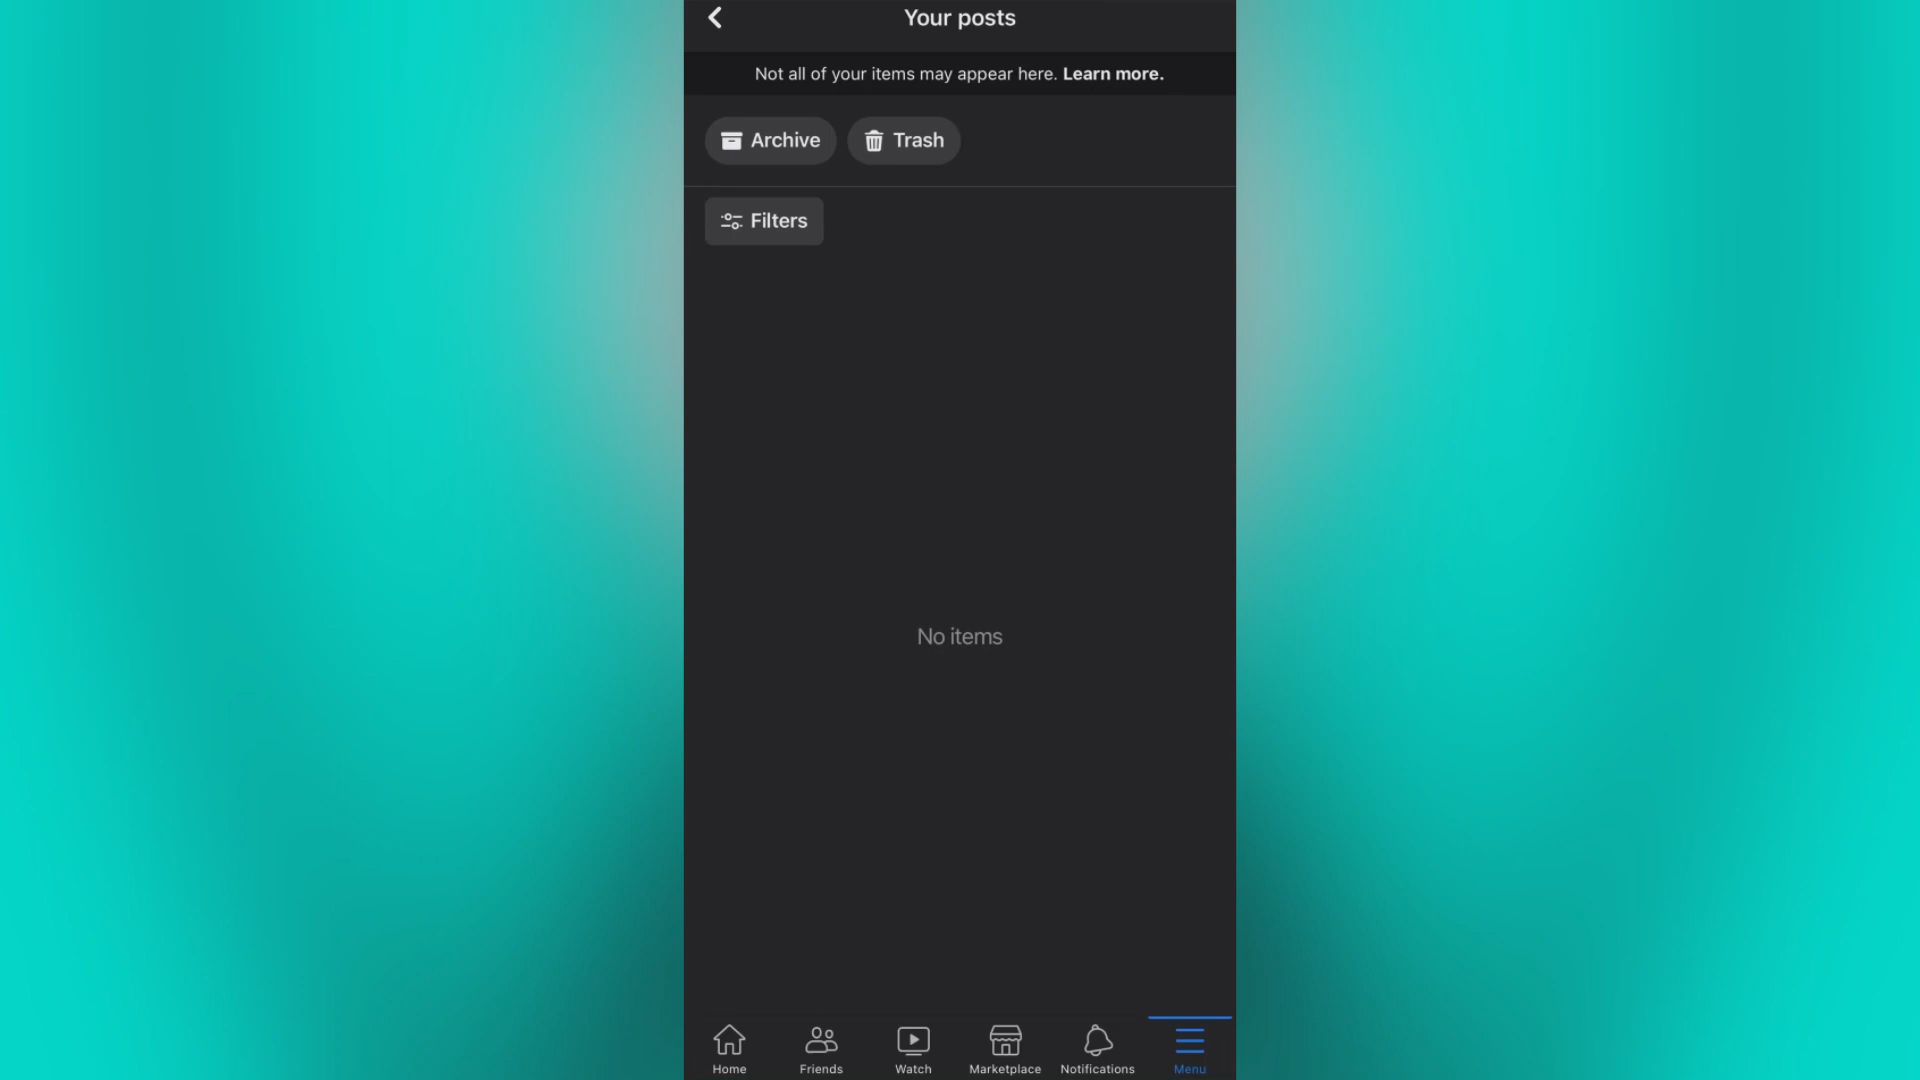 Your posts
Not all of your items may appear here. Learn more.
Archive
Trash
Filters
No items
Home
Friends
Watch
Marketplace
Notifications
Menu